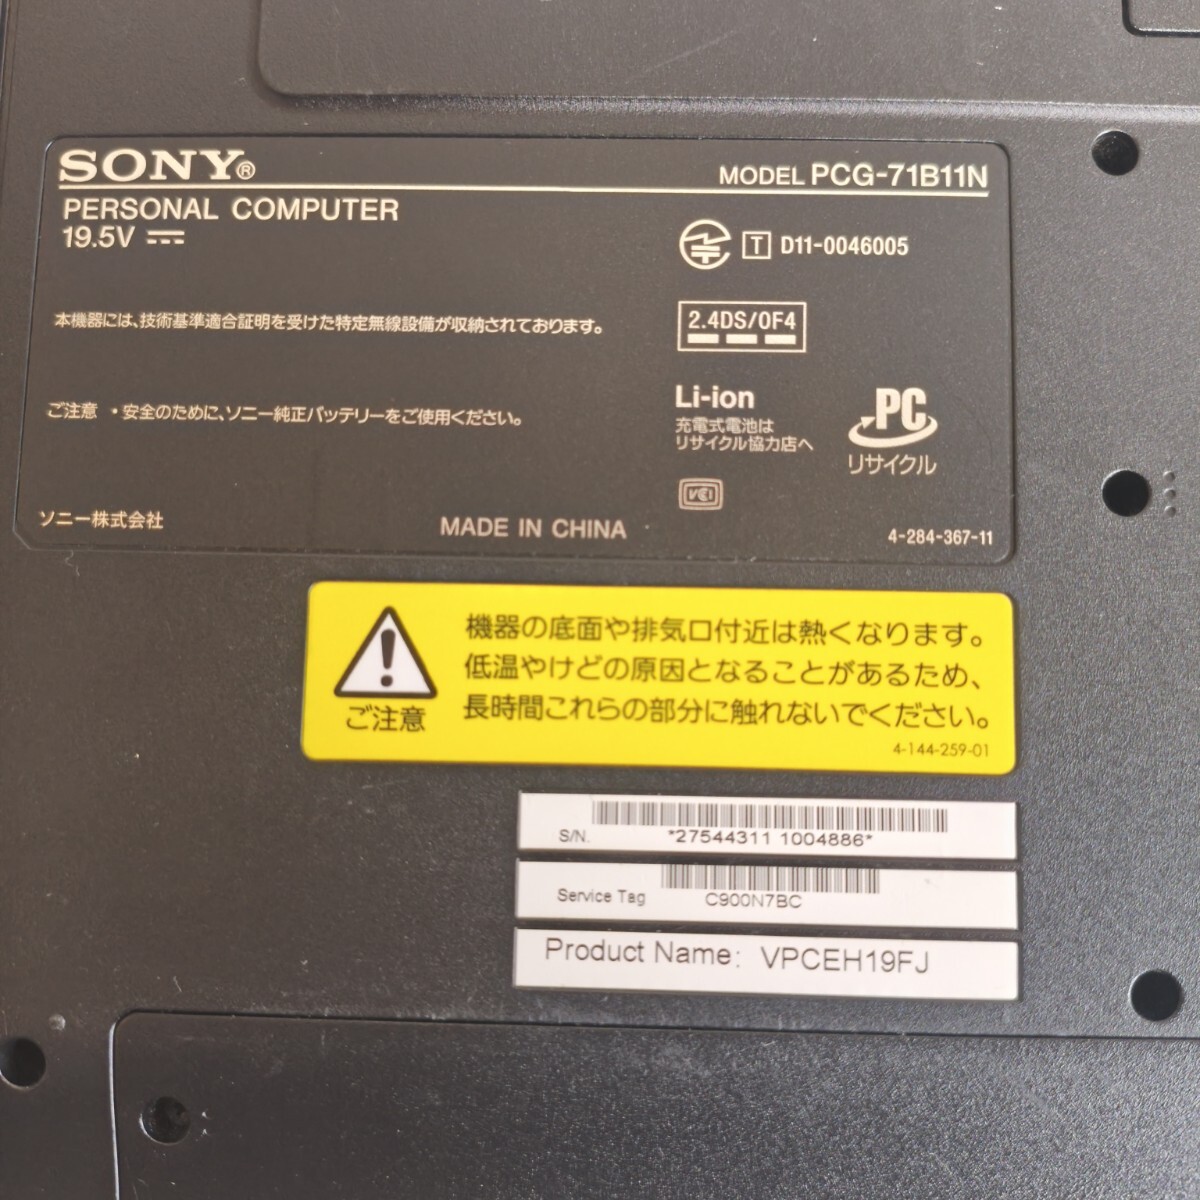 SONY®
MODEL PCG-71B11N
PERSONAL COMPUTER
19.5V
T D11-0046005
本機器には、技術基準適合証明を受けた特定無線設備が収納されております。
2.4DS/OF4
ご注意 ・安全のために、ソニー純正バッテリーをご使用ください。
Li-ion
充電式電池は
リサイクル協力店へ
PC
リサイクル
VCI
ソニー株式会社
MADE IN CHINA
4-284-367-11
機器の底面や排気口付近は熱くなります。
低温やけどの原因となることがあるため、
長時間これらの部分に触れないでください。
ご注意
4-144-259-01
S/N. *27544311 1004886*
Service Tag C900N7BC
Product Name: VPCEH19FJ